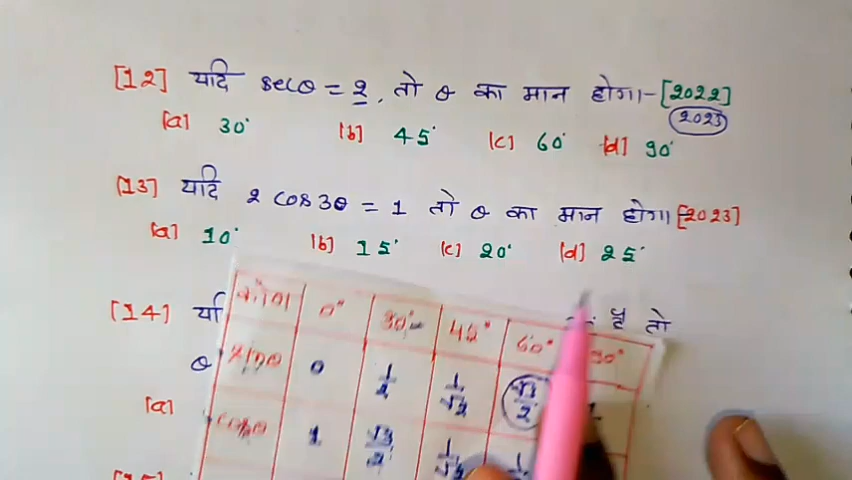 [12] यदि secθ = 2, तो θ का मान होगा- [2022]
2023
[a] 30° [b] 45° [c] 60° [d] 90°
[13] यदि 2 cos3θ = 1 तो θ का मान होगा। [2023]
[a] 10° [b] 15° [c] 20° [d] 25°
[14] हैं तो
θ
[a]
कोण 0° 30° 45° 60° 90°
sinθ 0 1/2 1/√2 √3/2
cosθ 1 √3/2 1/√2